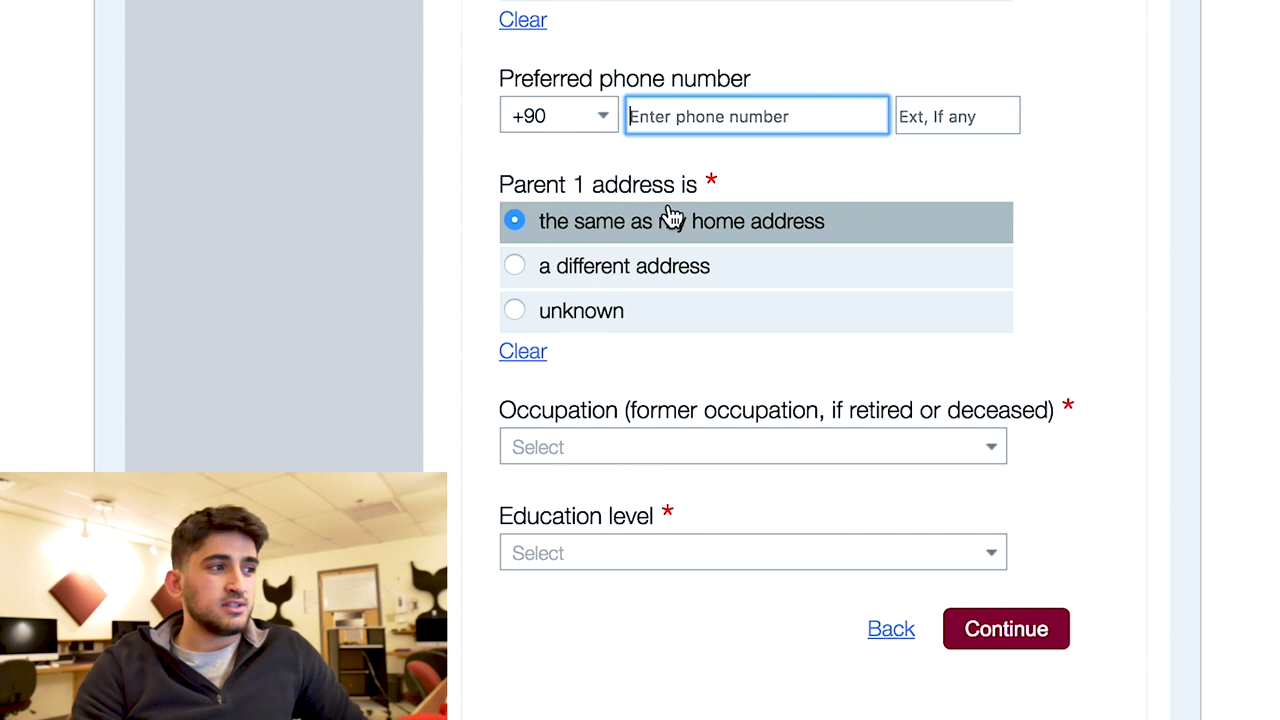 Clear
Preferred phone number
+90 Enter phone number Ext, If any
Parent 1 address is *
the same as my home address
a different address
unknown
Clear
Occupation (former occupation, if retired or deceased) *
Select
Education level *
Select
Back Continue